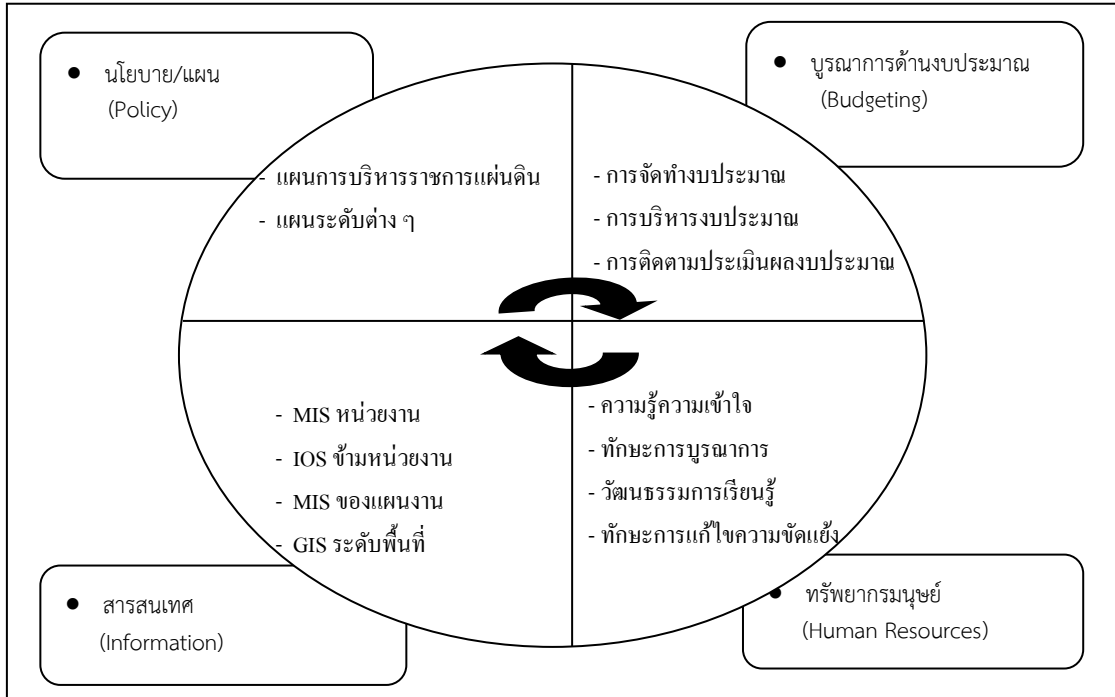 ● นโยบาย/แผน
(Policy)
● บูรณาการด้านงบประมาณ
(Budgeting)
- แผนการบริหารราชการแผ่นดิน
- แผนระดับต่าง ๆ
- การจัดทำงบประมาณ
- การบริหารงบประมาณ
- การติดตามประเมินผลงบประมาณ
- MIS หน่วยงาน
- IOS ข้ามหน่วยงาน
- MIS ของแผนงาน
- GIS ระดับพื้นที่
- ความรู้ความเข้าใจ
- ทักษะการบูรณาการ
- วัฒนธรรมการเรียนรู้
- ทักษะการแก้ไขความขัดแย้ง
● สารสนเทศ
(Information)
● ทรัพยากรมนุษย์
(Human Resources)